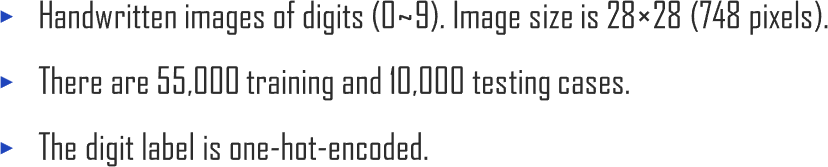 ▶ Handwritten images of digits (0~9). Image size is 28×28 (748 pixels).
▶ There are 55,000 training and 10,000 testing cases.
▶ The digit label is one-hot-encoded.